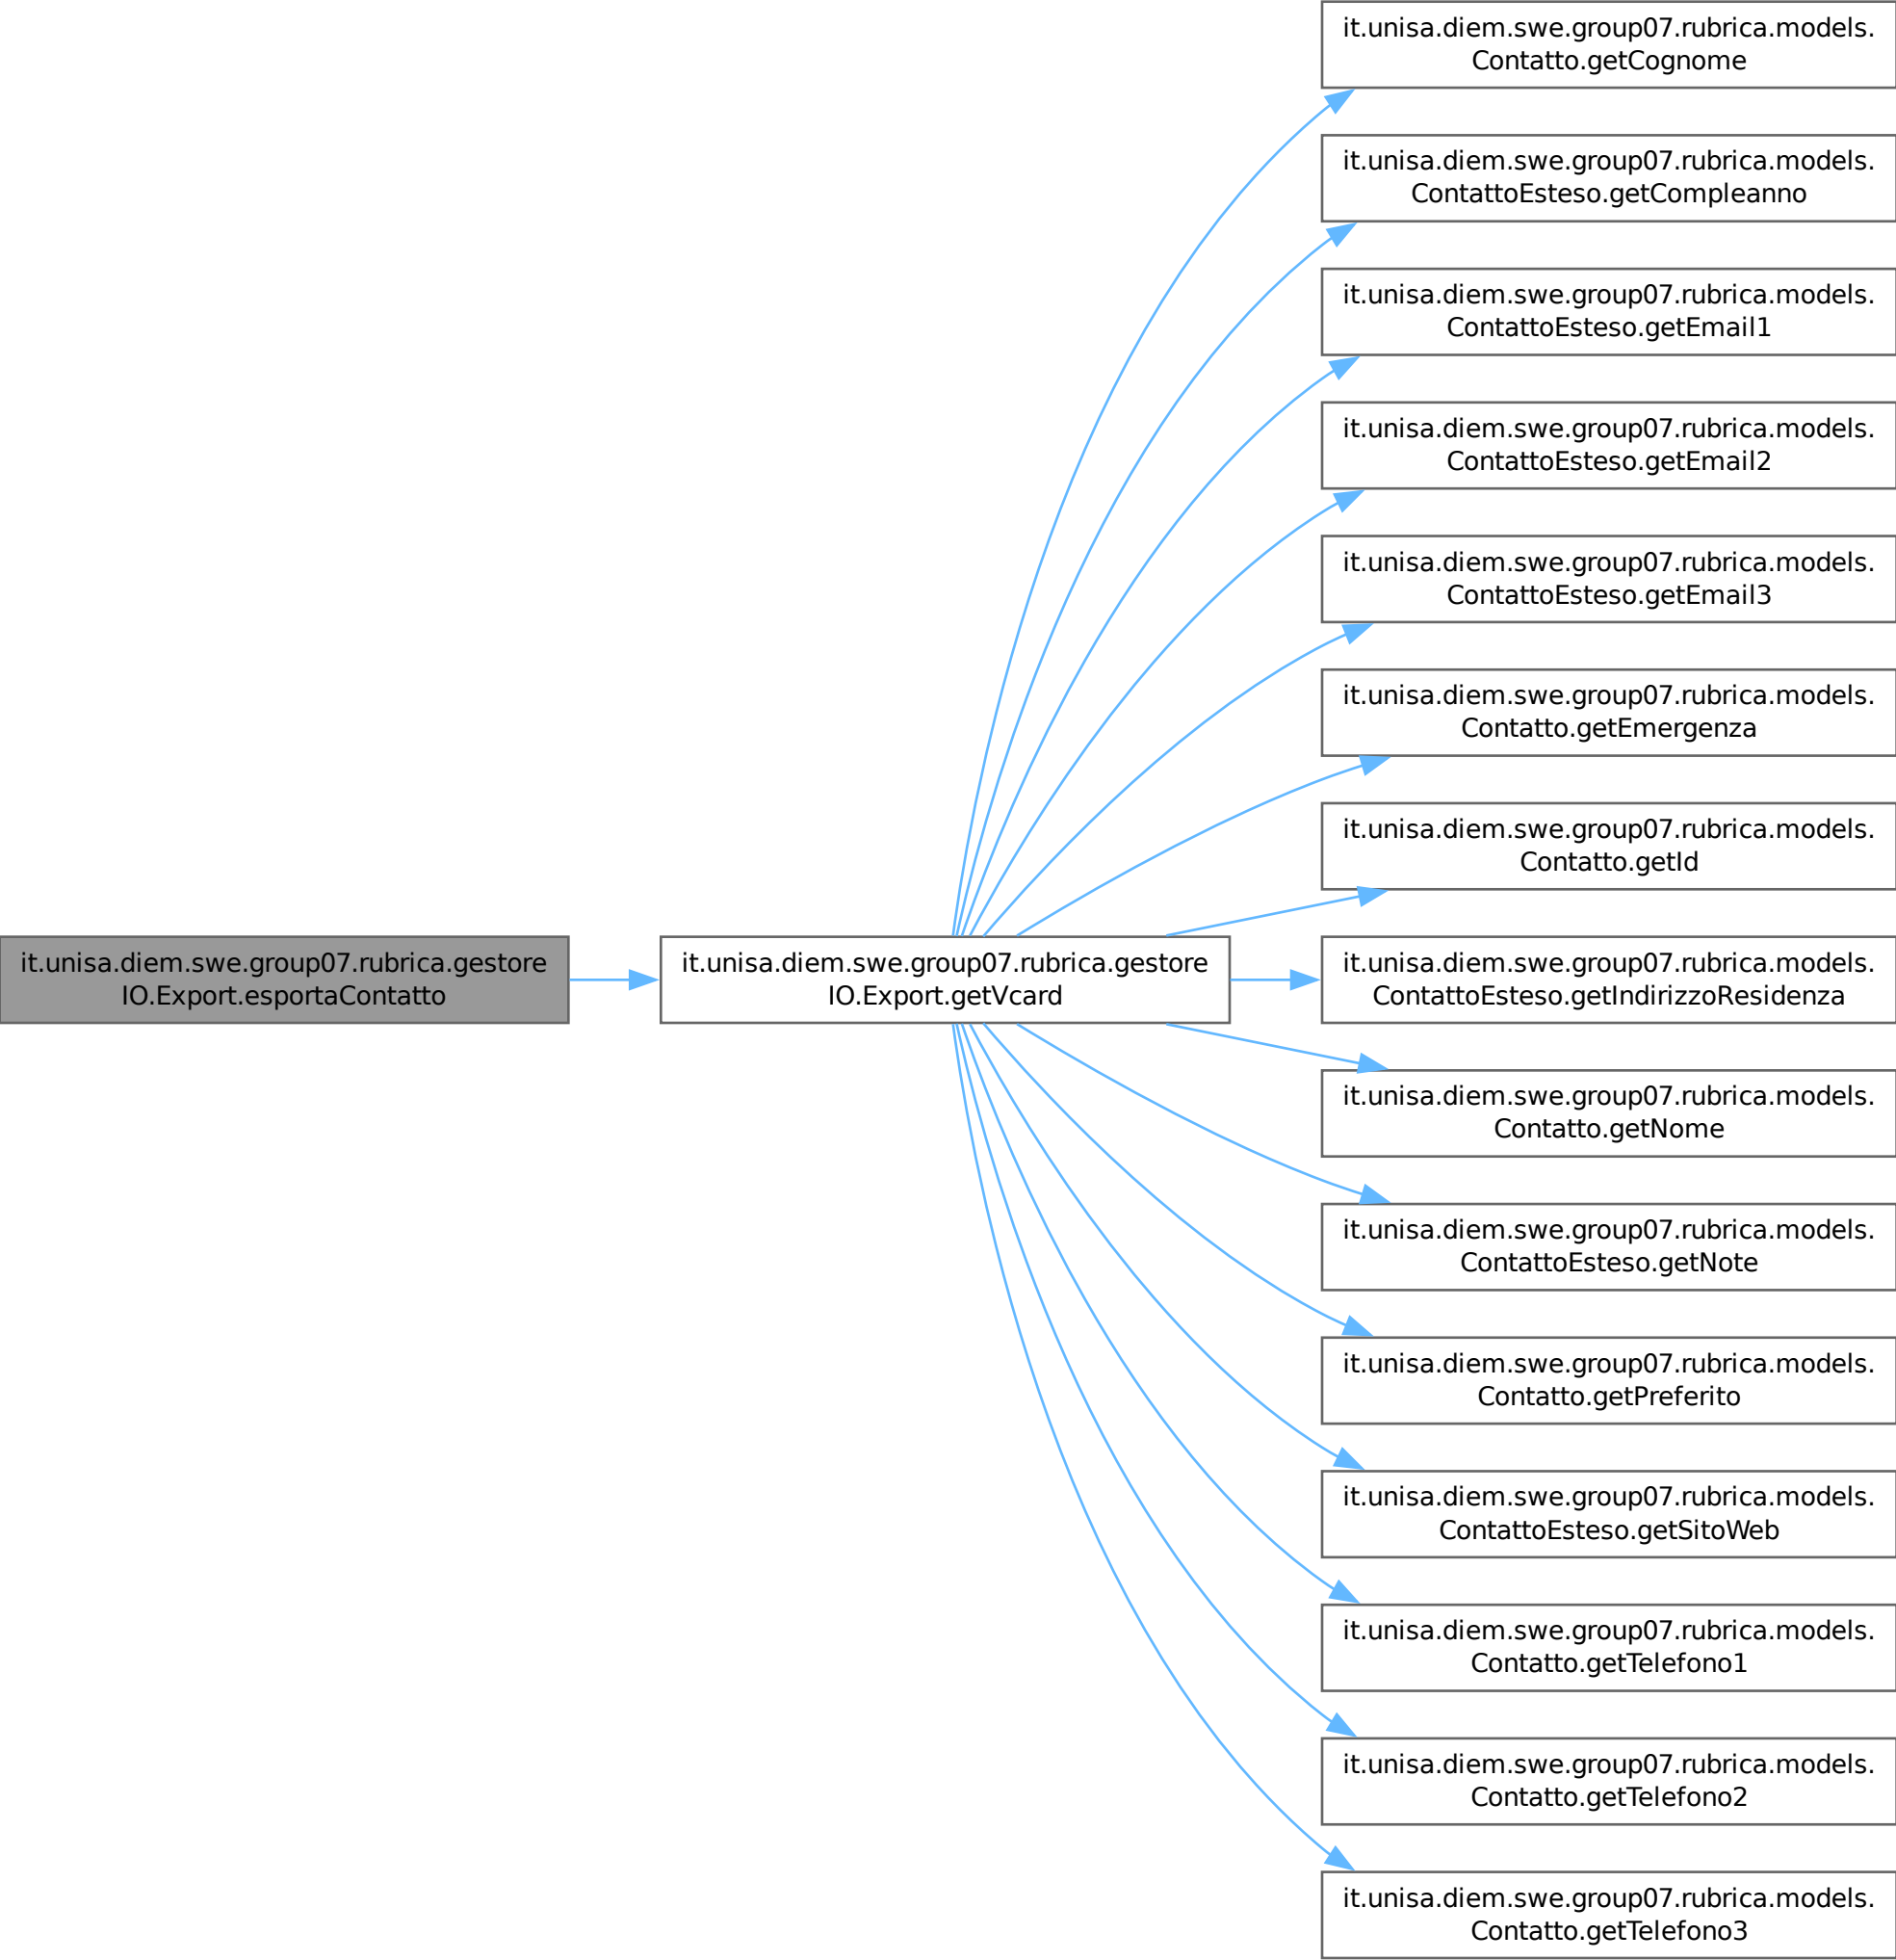 it.unisa.diem.swe.group07.rubrica.gestore
IO.Export.esportaContatto
it.unisa.diem.swe.group07.rubrica.gestore
IO.Export.getVcard
it.unisa.diem.swe.group07.rubrica.models.
Contatto.getCognome
it.unisa.diem.swe.group07.rubrica.models.
ContattoEsteso.getCompleanno
it.unisa.diem.swe.group07.rubrica.models.
ContattoEsteso.getEmail1
it.unisa.diem.swe.group07.rubrica.models.
ContattoEsteso.getEmail2
it.unisa.diem.swe.group07.rubrica.models.
ContattoEsteso.getEmail3
it.unisa.diem.swe.group07.rubrica.models.
Contatto.getEmergenza
it.unisa.diem.swe.group07.rubrica.models.
Contatto.getId
it.unisa.diem.swe.group07.rubrica.models.
ContattoEsteso.getIndirizzoResidenza
it.unisa.diem.swe.group07.rubrica.models.
Contatto.getNome
it.unisa.diem.swe.group07.rubrica.models.
ContattoEsteso.getNote
it.unisa.diem.swe.group07.rubrica.models.
Contatto.getPreferito
it.unisa.diem.swe.group07.rubrica.models.
ContattoEsteso.getSitoWeb
it.unisa.diem.swe.group07.rubrica.models.
Contatto.getTelefono1
it.unisa.diem.swe.group07.rubrica.models.
Contatto.getTelefono2
it.unisa.diem.swe.group07.rubrica.models.
Contatto.getTelefono3